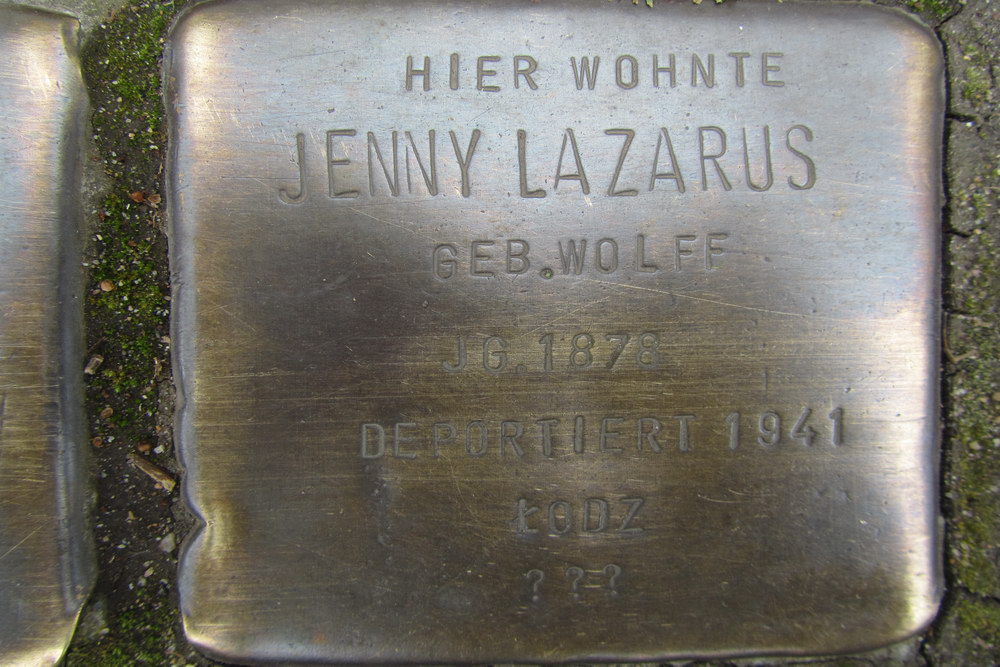 HIER WOHNTE
JENNY LAZARUS
GEB. WOLFF
JG. 1878
DEPORTIERT 1941
ŁODZ
???